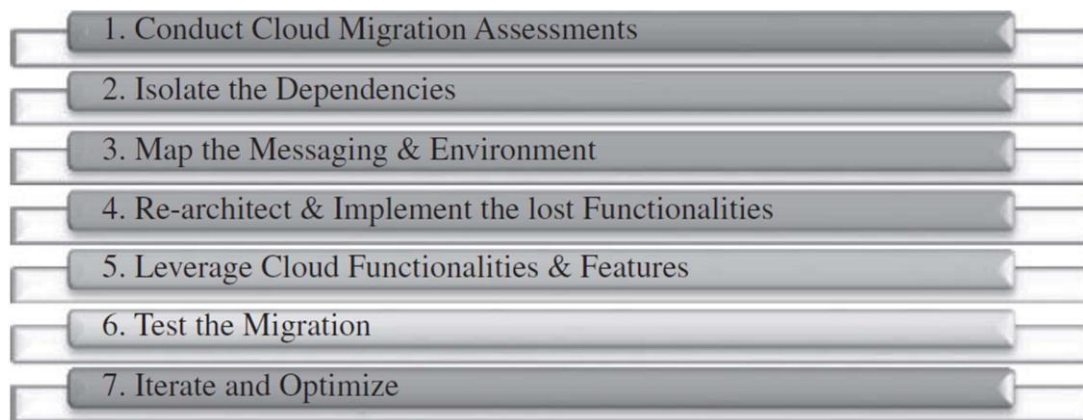 1. Conduct Cloud Migration Assessments
2. Isolate the Dependencies
3. Map the Messaging & Environment
4. Re-architect & Implement the lost Functionalities
5. Leverage Cloud Functionalities & Features
6. Test the Migration
7. Iterate and Optimize